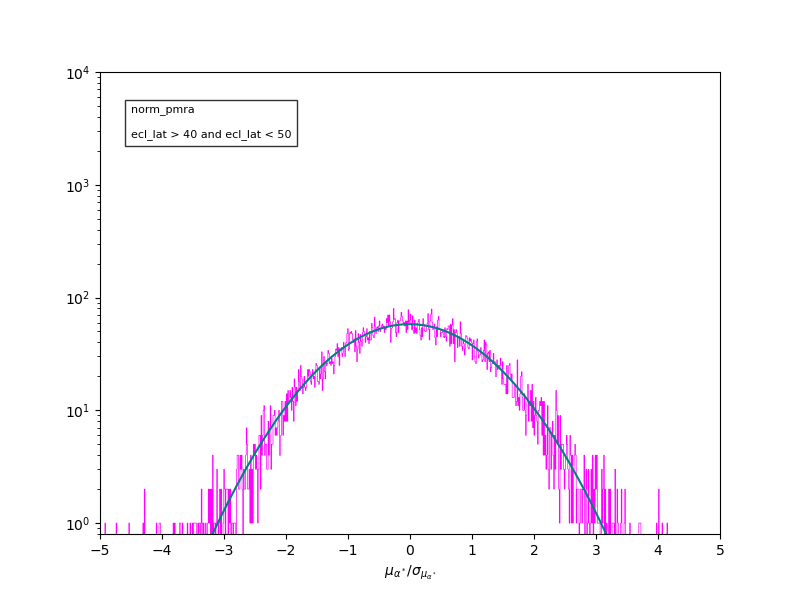 10⁴
10³
10²
10¹
10⁰
norm_pmra
ecl_lat > 40 and ecl_lat < 50
−5 −4 −3 −2 −1 0 1 2 3 4 5
μα*/σμα*